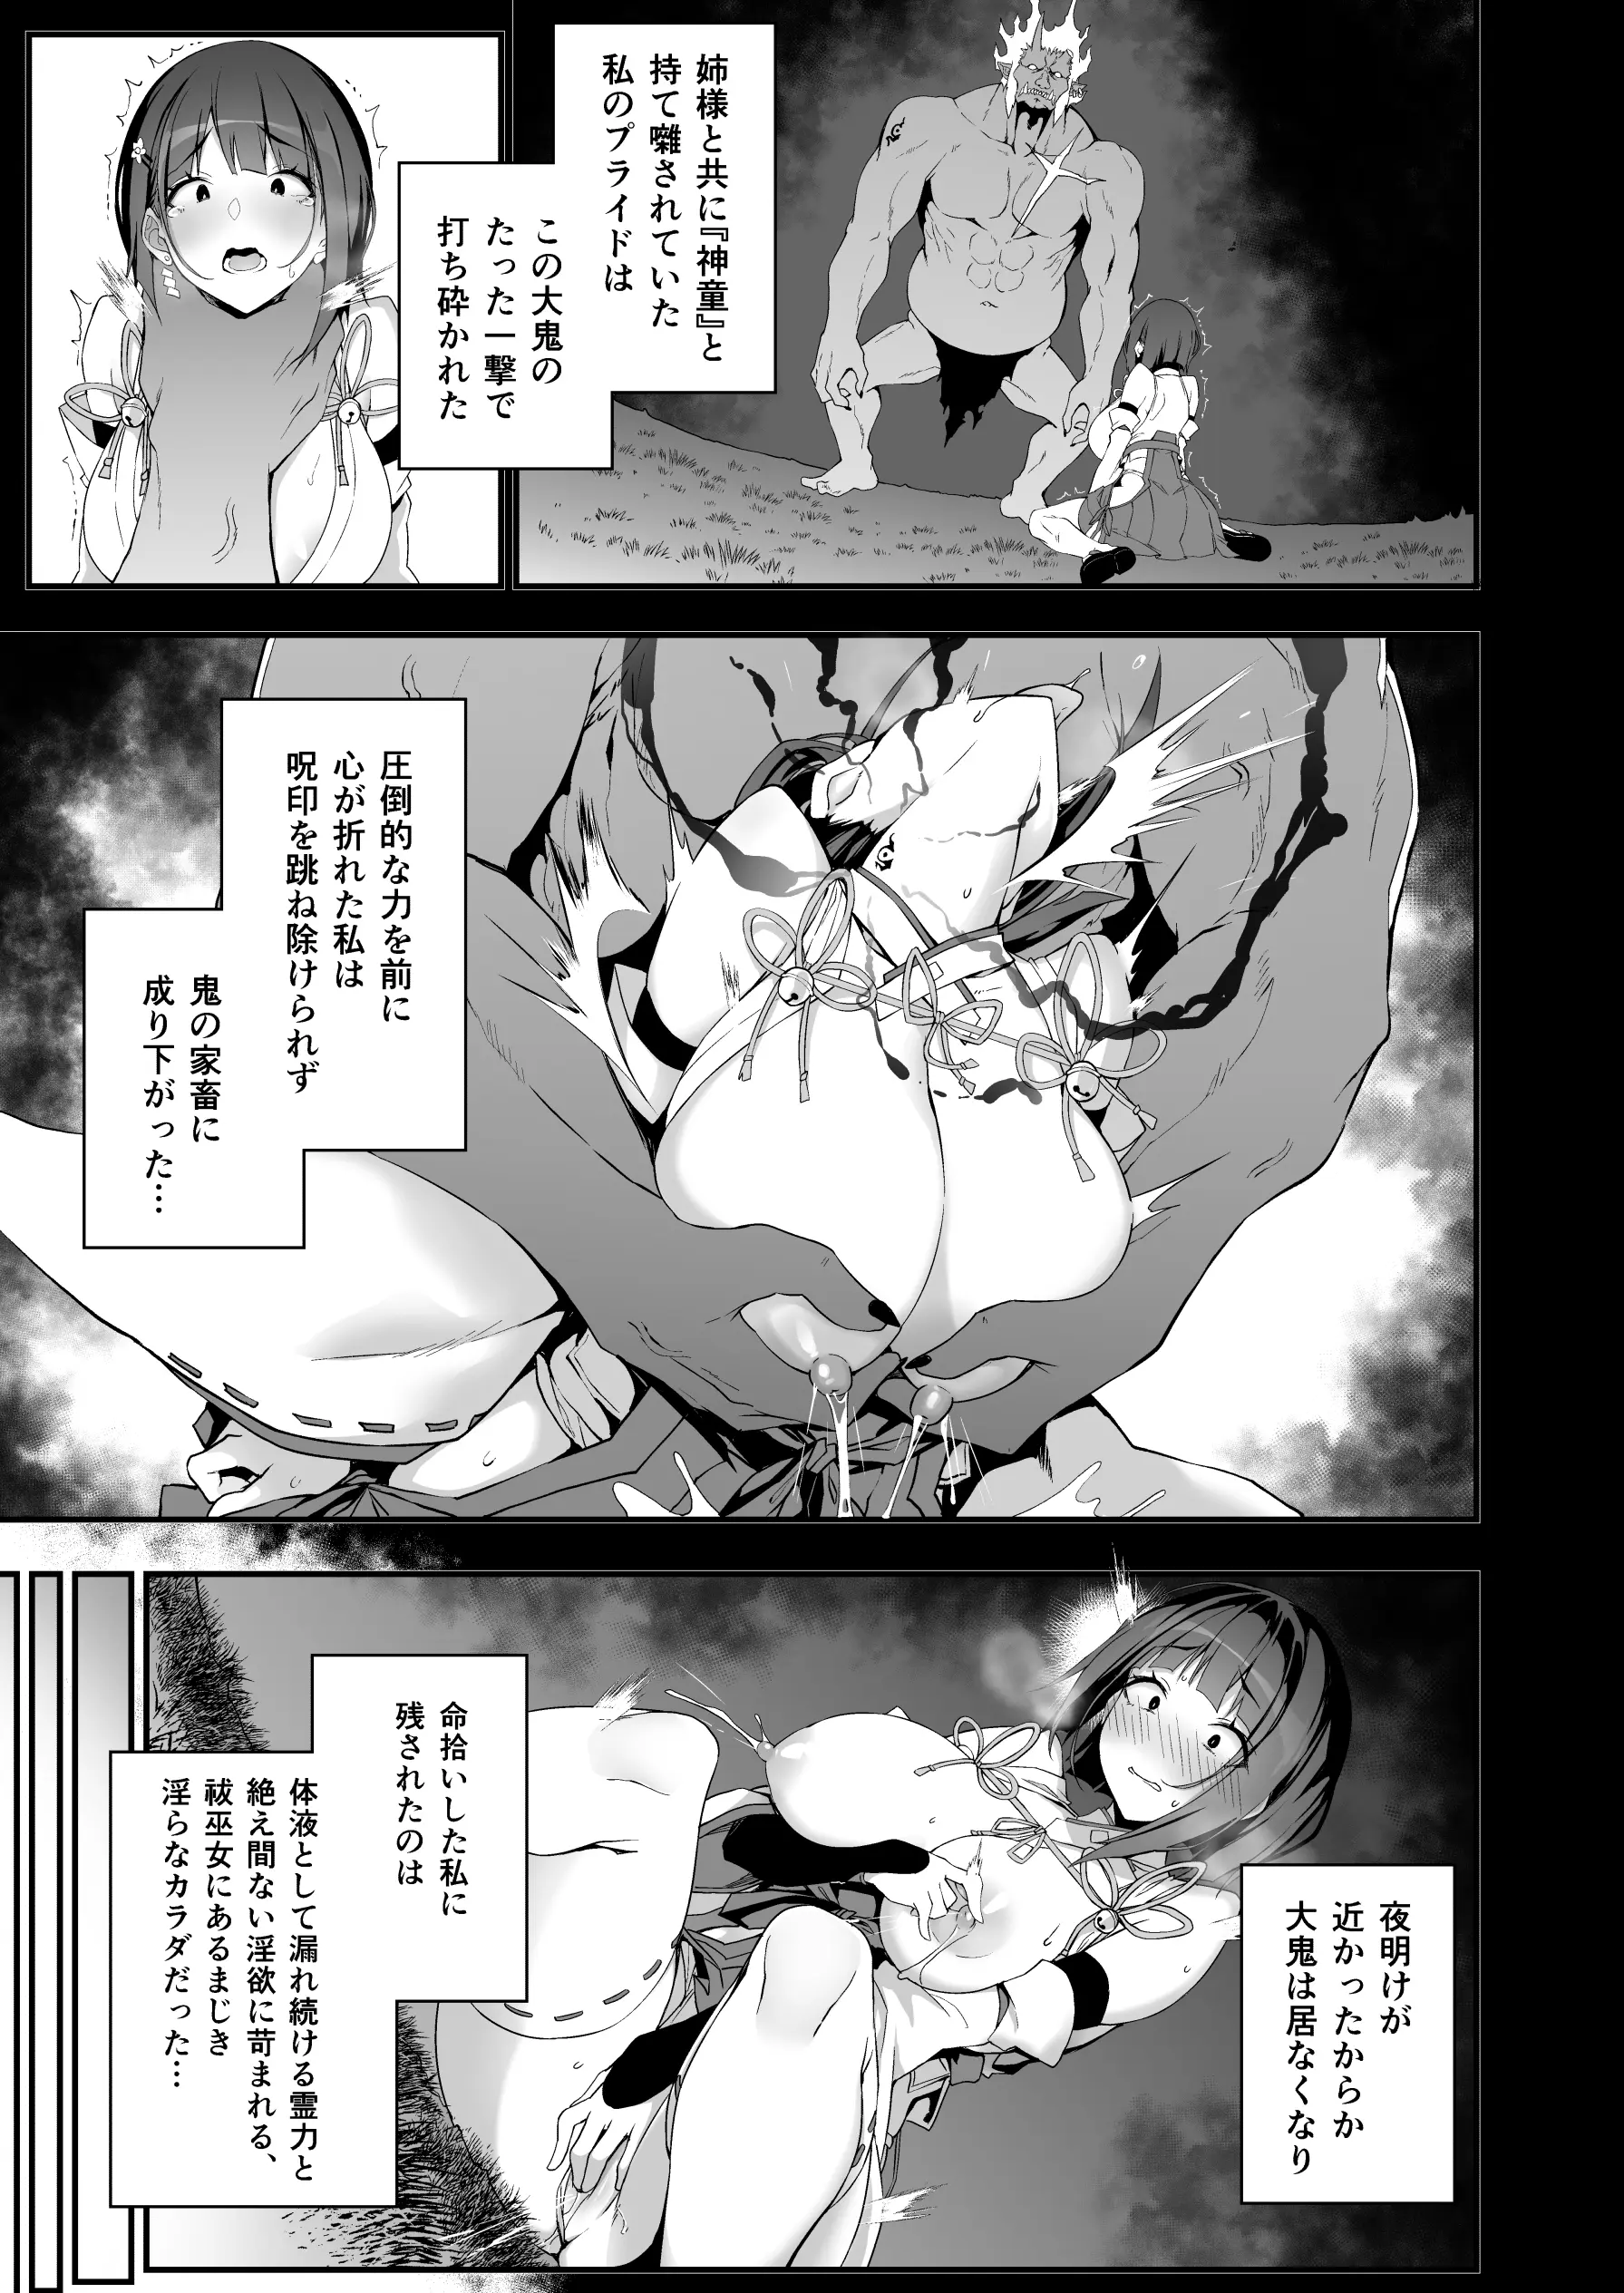 姉様と共に『神童』と
持て囃されていた
私のプライドは
この大鬼の
たった一撃で
打ち砕かれた
圧倒的な力を前に
心が折れた私は
呪印を跳ね除けられず
鬼の家畜に
成り下がった…
夜明けが
近かったからか
大鬼は居なくなり
命拾いした私に
残されたのは
体液として漏れ続ける霊力と
絶え間ない淫欲に苛まれる、
祓巫女にあるまじき
淫らなカラダだった…